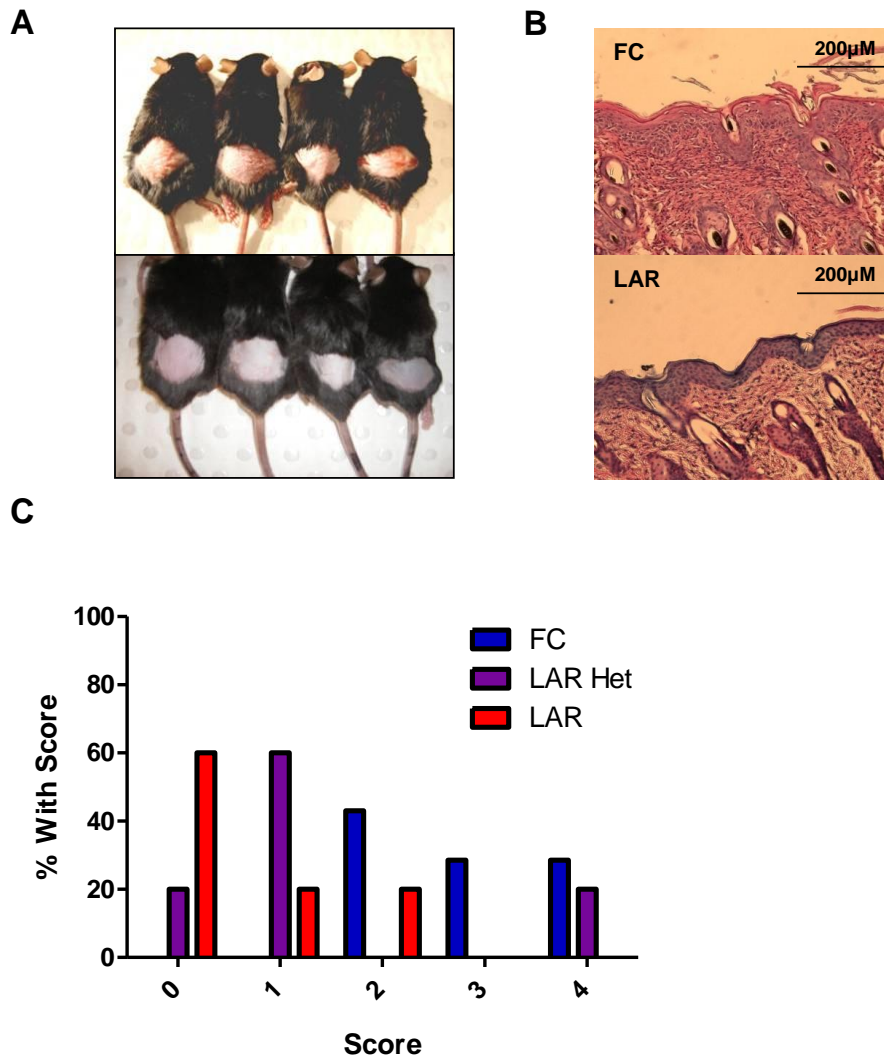 A
B
FC
200µM
LAR
200µM
C
100
80
60
40
20
0
% With Score
FC
LAR Het
LAR
0
1
2
3
4
Score